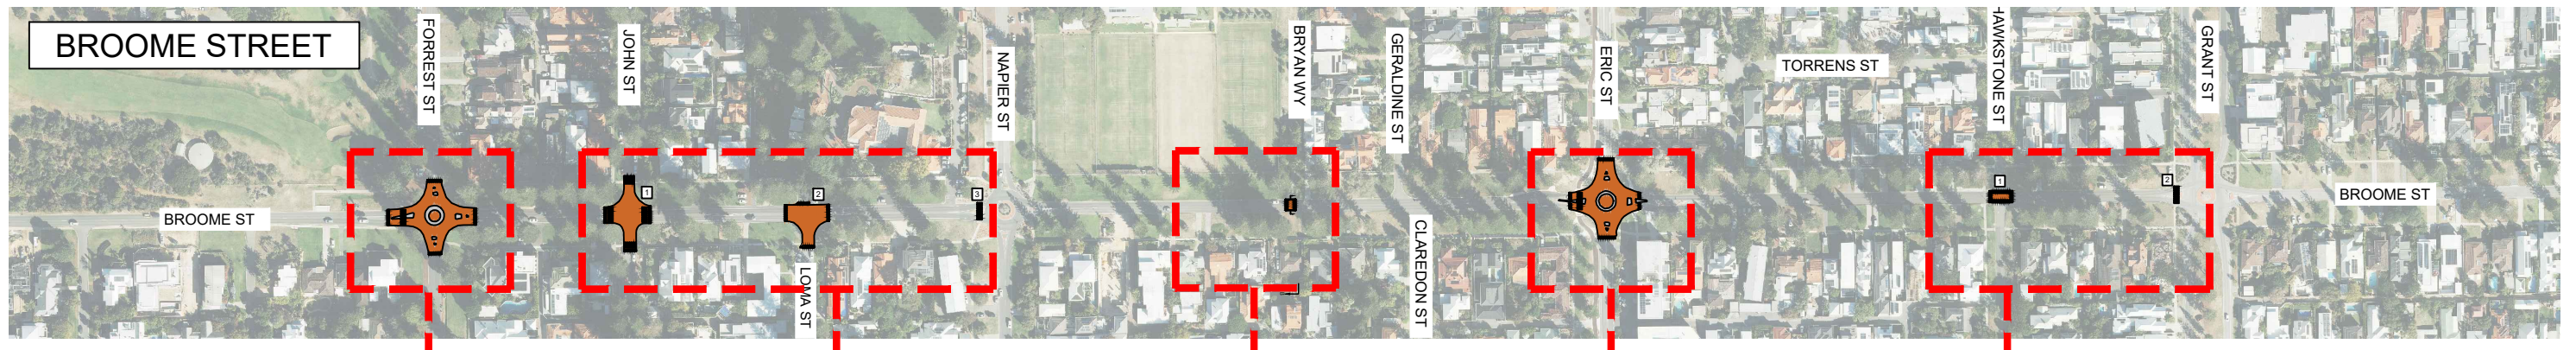 BROOME STREET
FORREST ST
JOHN ST
NAPIER ST
BRYAN WY
GERALDINE ST
ERIC ST
TORRENS ST
HAWKSTONE ST
GRANT ST
BROOME ST
1
2
3
1
2
BROOME ST
LOMA ST
CLAREDON ST